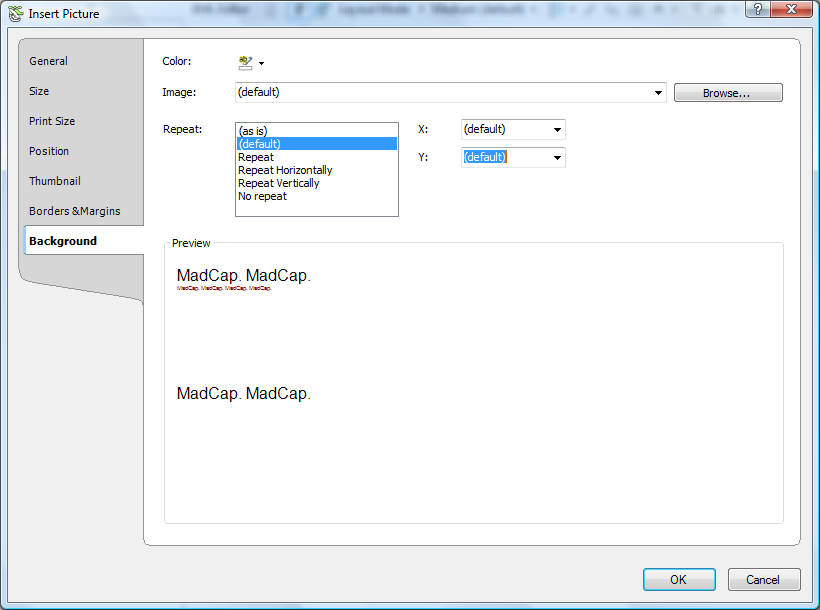 Insert Picture
General
Size
Print Size
Position
Thumbnail
Borders &Margins
Background
Color:
Image:
(default)
Browse...
Repeat:
(as is)
(default)
Repeat
Repeat Horizontally
Repeat Vertically
No repeat
X:
(default)
Y:
(default)
Preview
MadCap. MadCap.
MadCap. MadCap. MadCap. MadCap.
MadCap. MadCap.
OK
Cancel